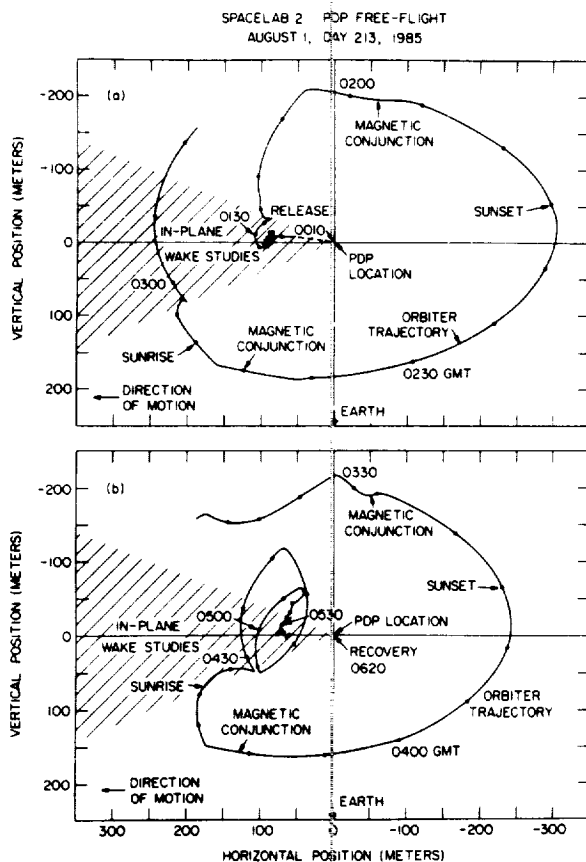 SPACELAB 2 PDP FREE-FLIGHT
AUGUST 1, DAY 213, 1985
(a)
0200
MAGNETIC
CONJUNCTION
SUNSET
RELEASE
0130
0010
IN-PLANE
WAKE STUDIES
PDP
LOCATION
0300
MAGNETIC
CONJUNCTION
SUNRISE
ORBITER
TRAJECTORY
0230 GMT
DIRECTION
OF MOTION
EARTH
VERTICAL POSITION (METERS)
-200
-100
0
100
200
(b)
0330
MAGNETIC
CONJUNCTION
SUNSET
0500
0530
PDP LOCATION
IN-PLANE
WAKE STUDIES
0430
RECOVERY
0620
SUNRISE
MAGNETIC
CONJUNCTION
ORBITER
TRAJECTORY
0400 GMT
DIRECTION
OF MOTION
EARTH
VERTICAL POSITION (METERS)
-200
-100
0
100
200
300 200 100 0 -100 -200 -300
HORIZONTAL POSITION (METERS)